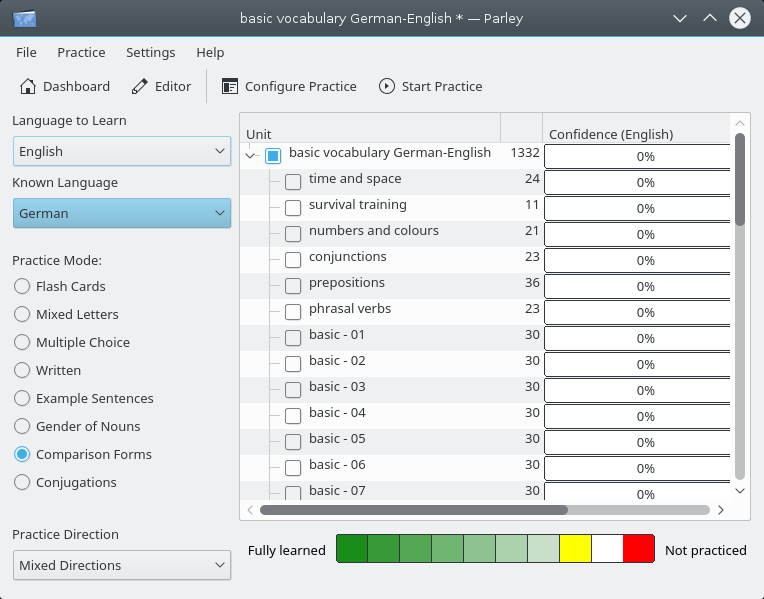 basic vocabulary German-English * — Parley
File Practice Settings Help
Dashboard Editor Configure Practice Start Practice
Language to Learn
English
Known Language
German
Practice Mode:
Flash Cards
Mixed Letters
Multiple Choice
Written
Example Sentences
Gender of Nouns
Comparison Forms
Conjugations
Practice Direction
Mixed Directions
Unit Confidence (English)
basic vocabulary German-English 1332 0%
time and space 24 0%
survival training 11 0%
numbers and colours 21 0%
conjunctions 23 0%
prepositions 36 0%
phrasal verbs 23 0%
basic - 01 30 0%
basic - 02 30 0%
basic - 03 30 0%
basic - 04 30 0%
basic - 05 30 0%
basic - 06 30 0%
basic - 07 30 0%
Fully learned Not practiced